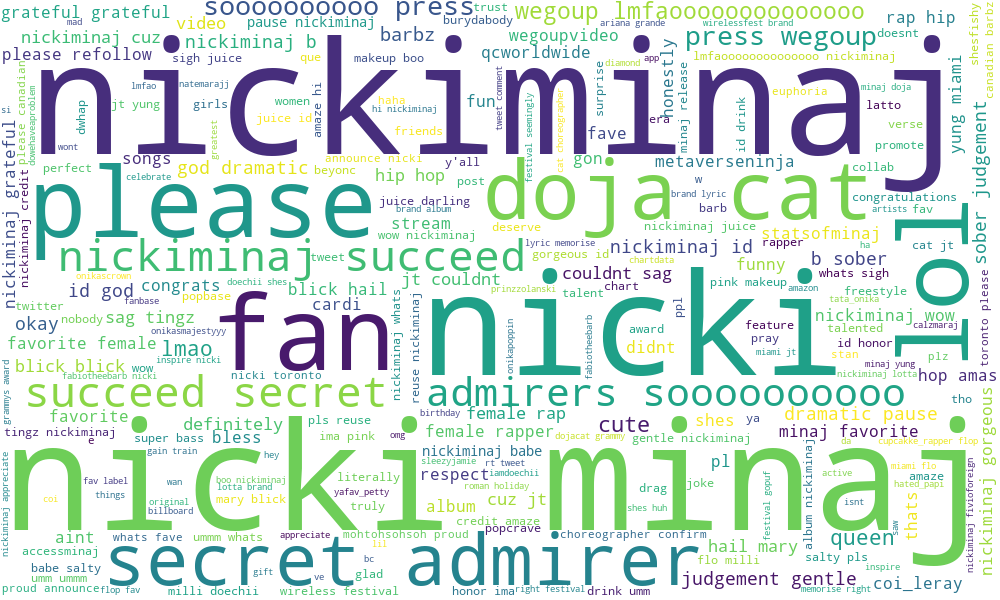 grateful grateful
soooooooooo press
trust
wegoup lmfaoooooooooooooo
mad
video
pause nickiminaj
burydabody
ariana grande
wirelessfest brand
rap hip
nickiminaj cuz
nickiminaj b
barbz
wegoupvideo
press wegoup
doesnt
shesfishy
canadian barbz
please refollow
sigh juice
que
makeup boo
qcworldwide
diamond
app
lmfaoooooooooooooo nickiminaj
nickiminaj
lmfao
natemarajj
amaze hi
tweet comment
surprise
honestly
euphoria
minaj doja
si
please canadian
dowehaveaproblem
jt yung
girls
women
haha
hi nickiminaj
fun
era
minaj release
id drink
latto
yung miami
dwhap
juice id
friends
festival seemingly
cat choreographer
fave
verse
wont
greatest
promote
nickiminaj grateful
nickiminaj credit
songs
announce nicki
y'all
gon
metaverseninja
collab
sober judgement
perfect
god dramatic
beyonc
hip hop
post
w
congratulations
celebrate
please
juice darling
doja cat
brand lyric
brand album
stream
deserve
barb
artists fav
wow nickiminaj
nickiminaj juice
statsofminaj
lol
nickiminaj succeed
lyric memorise
nickiminaj id
rapper
cat jt
onikascrown
tweet
gorgeous id
chartdata
ha
b sober
funny
congrats
doechii shes
jt couldnt
couldnt sag
whats sigh
id god
popbase
blick hail
prinzzolanski
talent
chart
pink makeup
amazon
freestyle
toronto please
twitter
fanbase
cardi
tata_onika
nobody
sag tingz
fan
nicki
ppl
nickiminaj wow
okay
onikasmajestyyy
award
feature
talented
calzmaraj
favorite female
lmao
nickiminaj whats
reuse nickiminaj
onikapoppin
fabiotheebarb
didnt
pray
id honor
miami jt
stan
plz
inspire nicki
blick blick
wow
minaj yung
fabiotheebarb nicki
nicki toronto
nickiminaj lotta
hop amas
grammys award
succeed secret
admirers soooooooooo
tho
favorite
definitely
pls reuse
birthday
female rap
cute
shes
ya
dramatic pause
tingz nickiminaj
e
super bass
bless
ima pink
omg
female rapper
dojacat grammy
gentle nickiminaj
minaj favorite
da
cupcakke_rapper flop
nickiminaj gorgeous
gain train
hey
nickiminaj babe
sleezyjamie
rt tweet
pl
miami flo
nicki minaj
fav label
wan
boo nickiminaj
literally
respect
iamdoechii
joke
active
hated_papi
things
lotta brand
yafav_petty
roman holiday
drag
amaze
coi
original
mary blick
truly
album
cuz jt
shes huh
festival gopuf
album nickiminaj
isnt
thats
saw
nickiminaj fivioforeign
nickiminaj appreciate
billboard
credit amaze
lil
popcrave
aint
whats fave
ummm whats
appreciate
mohtohsohsoh proud
choreographer confirm
queen
accessminaj
secret admirer
bc
hail mary
babe salty
flo milli
salty pls
inspire
umm ummm
gift
ve
glad
judgement gentle
coi_leray
proud announce
flop fav
milli doechii
wireless festival
honor ima
right festival
drink umm
memorise right